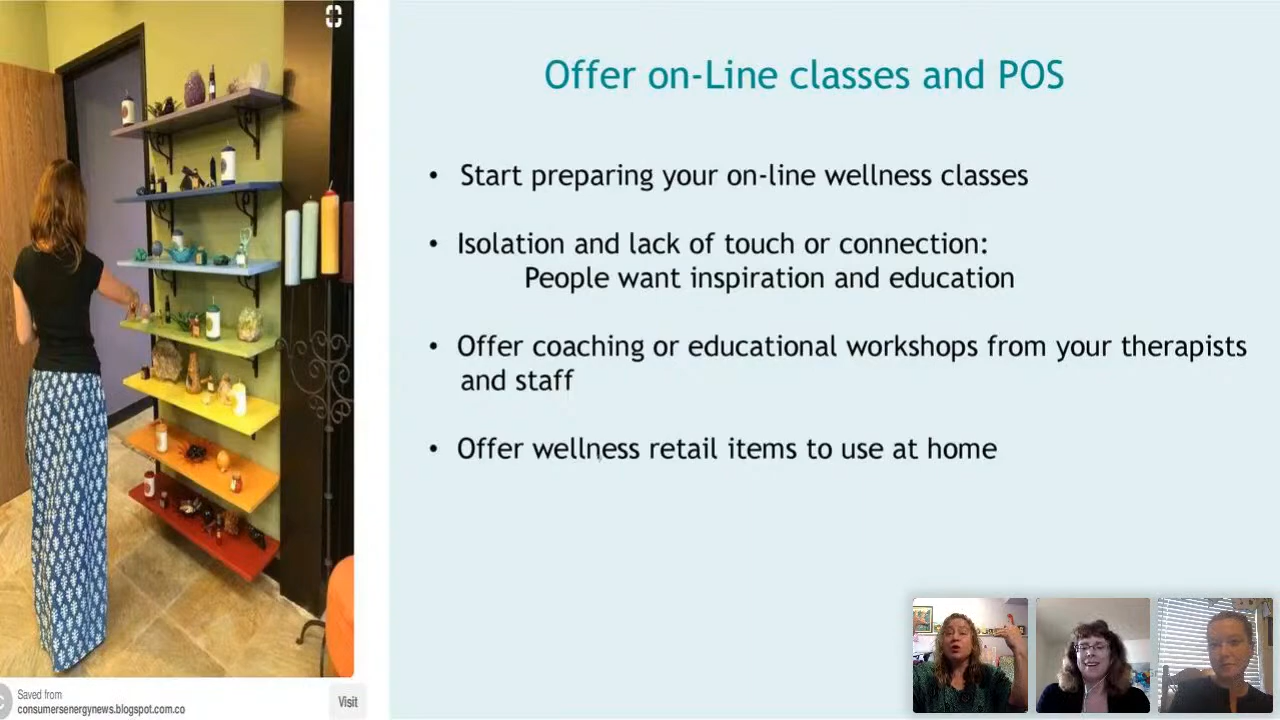 Offer on-Line classes and POS
• Start preparing your on-line wellness classes
• Isolation and lack of touch or connection:
People want inspiration and education
• Offer coaching or educational workshops from your therapists
and staff
• Offer wellness retail items to use at home
Saved from
consumersenergynews.blogspot.com.co
Visit